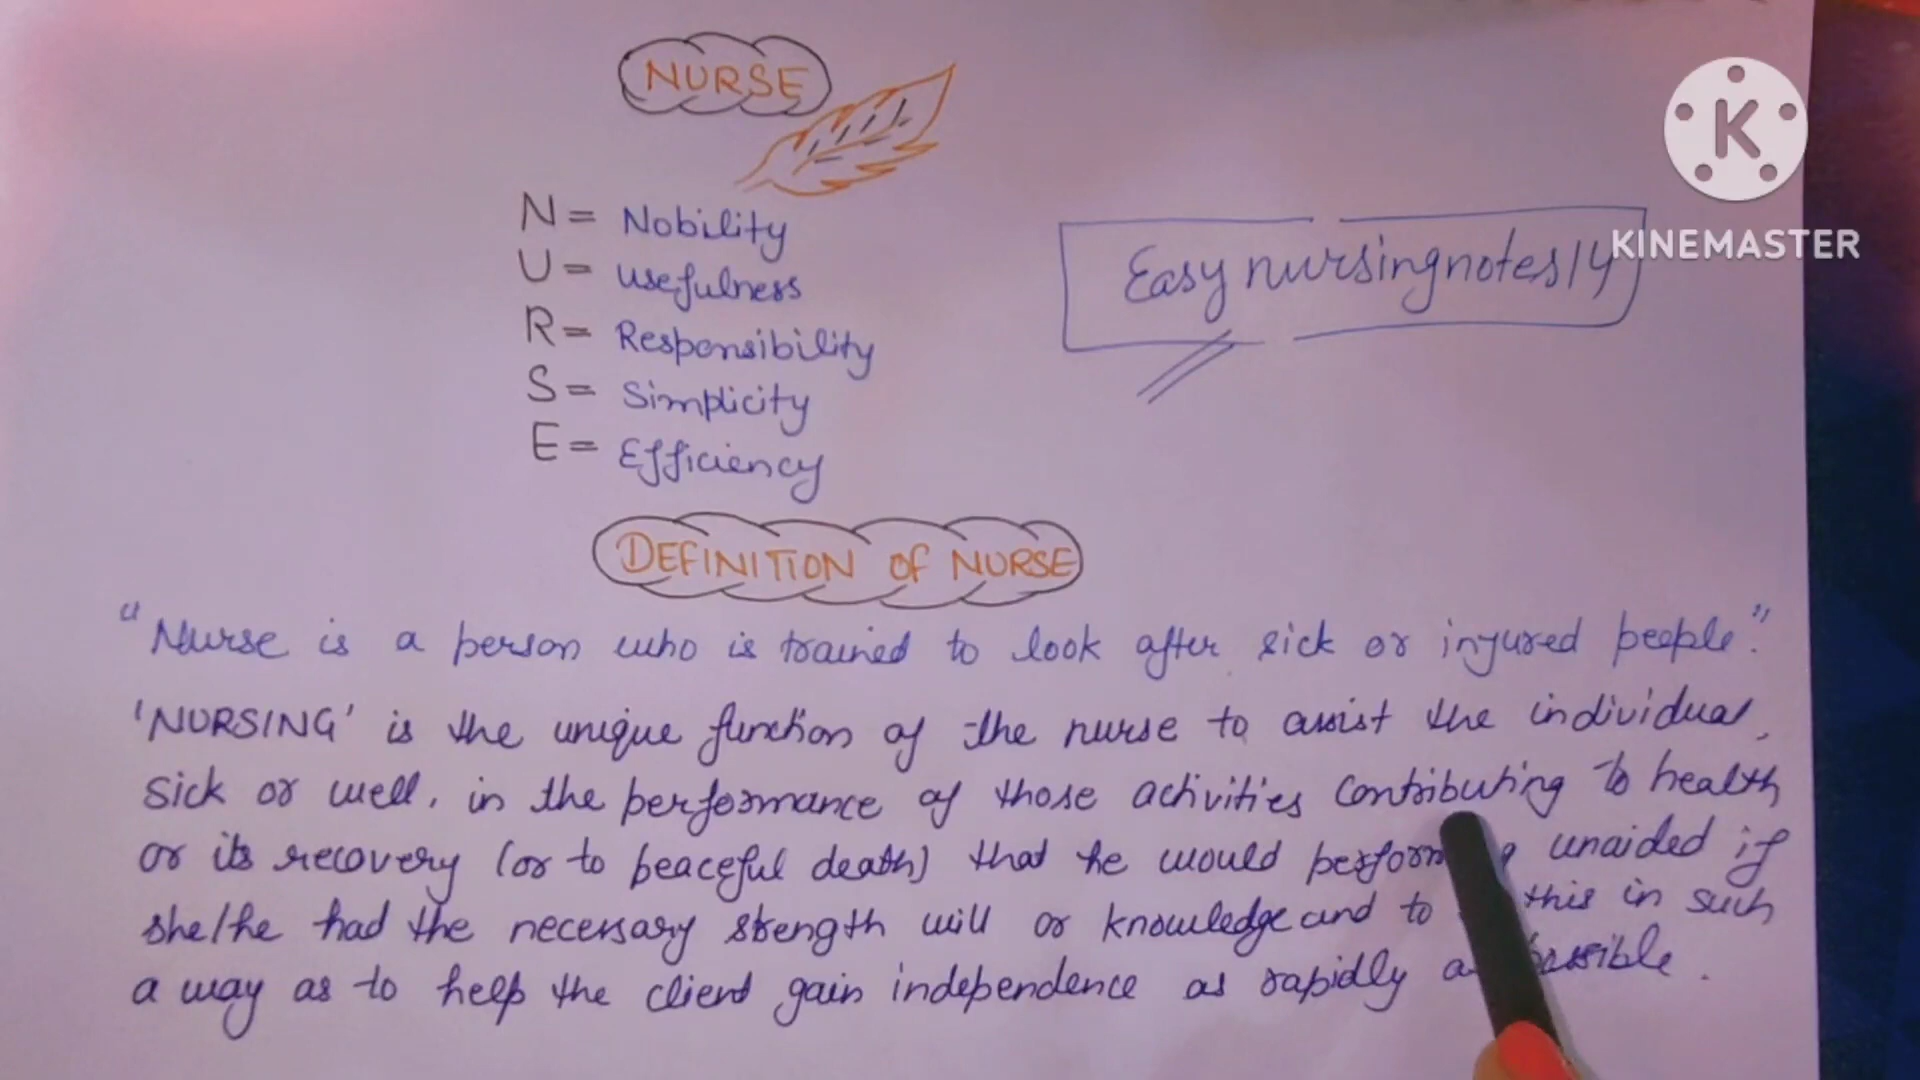 NURSE
N = Nobility
U = usefulness
R = Responsibility
S = Simplicity
E = Efficiency
Easy nursingnotes14
KINEMASTER
DEFINITION OF NURSE
"Nurse is a person who is trained to look after sick or injured people".
'NURSING' is the unique function of the nurse to assist the individual,
sick or well, in the performance of those activities contributing to health
or its recovery (or to peaceful death) that he would perform unaided if
she/he had the necessary strength will or knowledge and to this in such
a way as to help the client gain independence as rapidly possible.